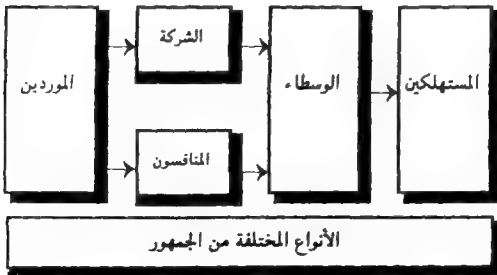 الشركة
الموردين
الوسطاء
المستهلكين
المنافسون
الأنواع المختلفة من الجمهور